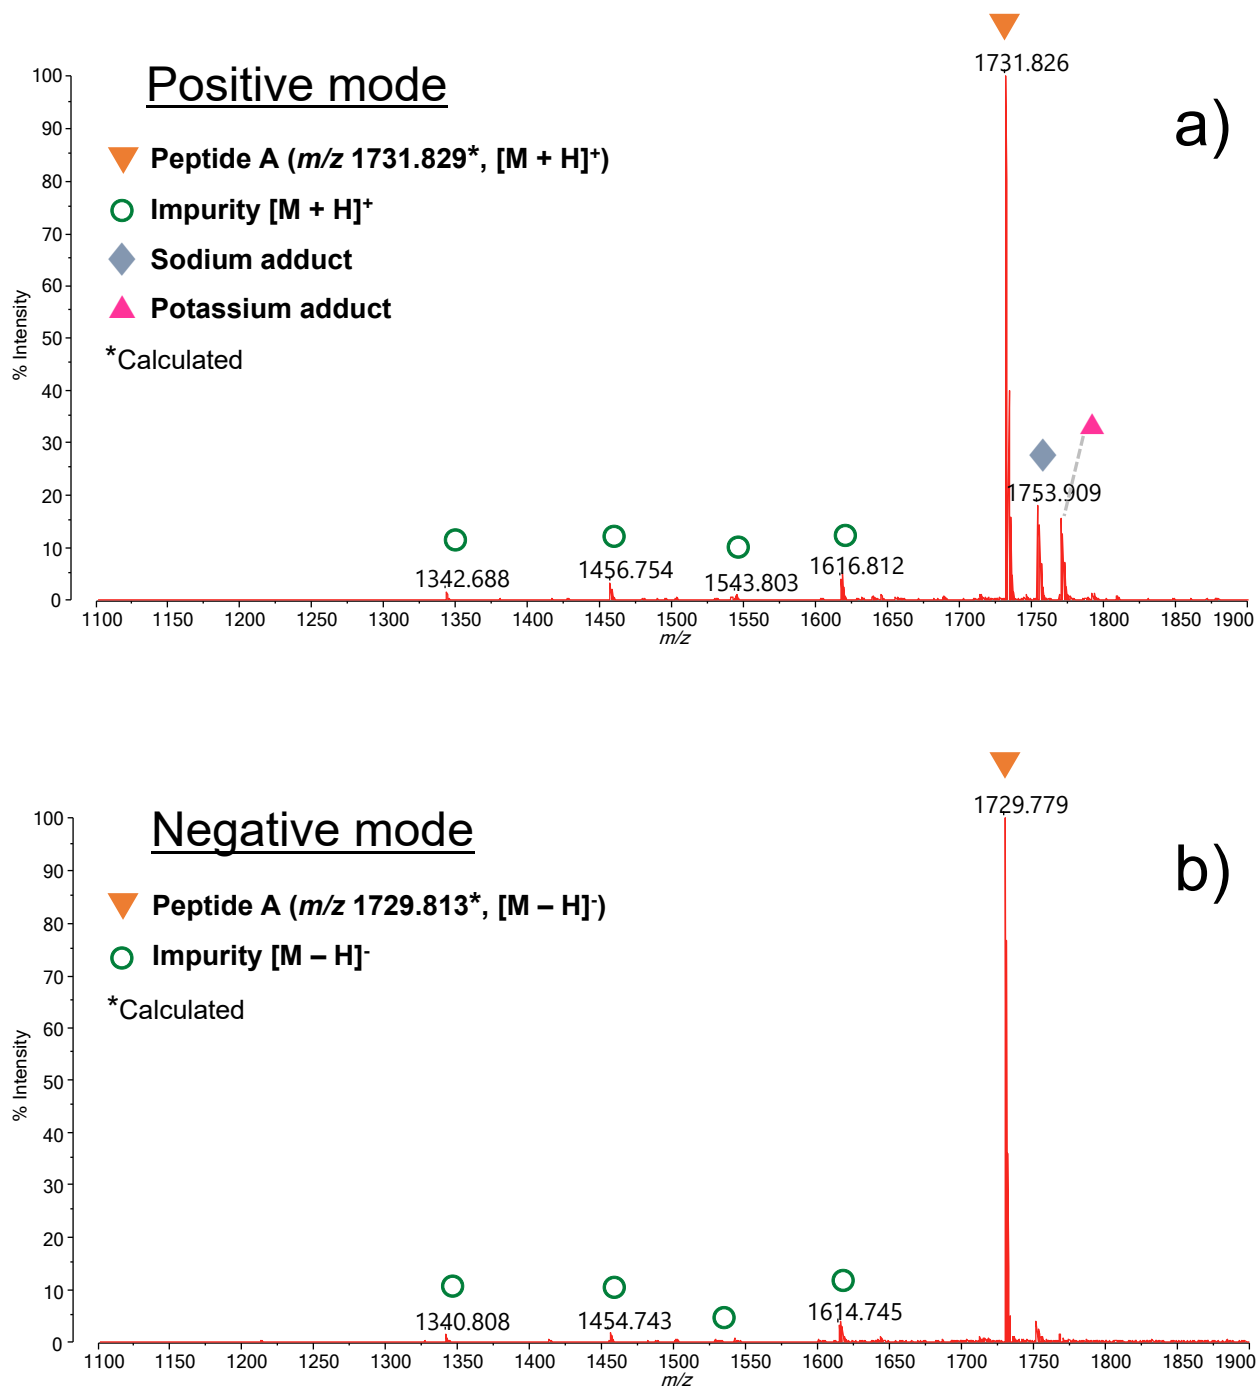 1731.826
Positive mode
a)
Peptide A (m/z 1731.829*, [M + H]⁺)
Impurity [M + H]⁺
Sodium adduct
Potassium adduct
*Calculated
% Intensity
100
90
80
70
60
50
40
30
20
10
0
1342.688
1456.754
1543.803
1616.812
1753.909
1100 1150 1200 1250 1300 1350 1400 1450 1500 1550 1600 1650 1700 1750 1800 1850 1900
m/z
1729.779
Negative mode
b)
Peptide A (m/z 1729.813*, [M – H]⁻)
Impurity [M – H]⁻
*Calculated
% Intensity
100
90
80
70
60
50
40
30
20
10
0
1340.808
1454.743
1614.745
1100 1150 1200 1250 1300 1350 1400 1450 1500 1550 1600 1650 1700 1750 1800 1850 1900
m/z